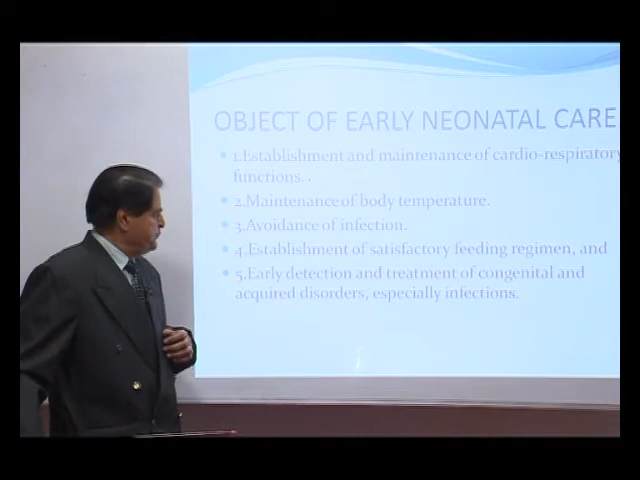 OBJECT OF EARLY NEONATAL CARE
1.Establishment and maintenance of cardio-respiratory
functions. .
2.Maintenance of body temperature.
3.Avoidance of infection.
4.Establishment of satisfactory feeding regimen, and
5.Early detection and treatment of congenital and
acquired disorders, especially infections.